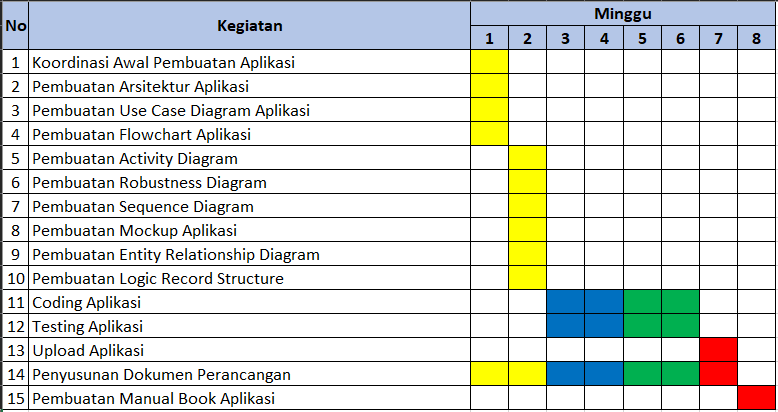 No Kegiatan Minggu
1 2 3 4 5 6 7 8
1 Koordinasi Awal Pembuatan Aplikasi
2 Pembuatan Arsitektur Aplikasi
3 Pembuatan Use Case Diagram Aplikasi
4 Pembuatan Flowchart Aplikasi
5 Pembuatan Activity Diagram
6 Pembuatan Robustness Diagram
7 Pembuatan Sequence Diagram
8 Pembuatan Mockup Aplikasi
9 Pembuatan Entity Relationship Diagram
10 Pembuatan Logic Record Structure
11 Coding Aplikasi
12 Testing Aplikasi
13 Upload Aplikasi
14 Penyusunan Dokumen Perancangan
15 Pembuatan Manual Book Aplikasi